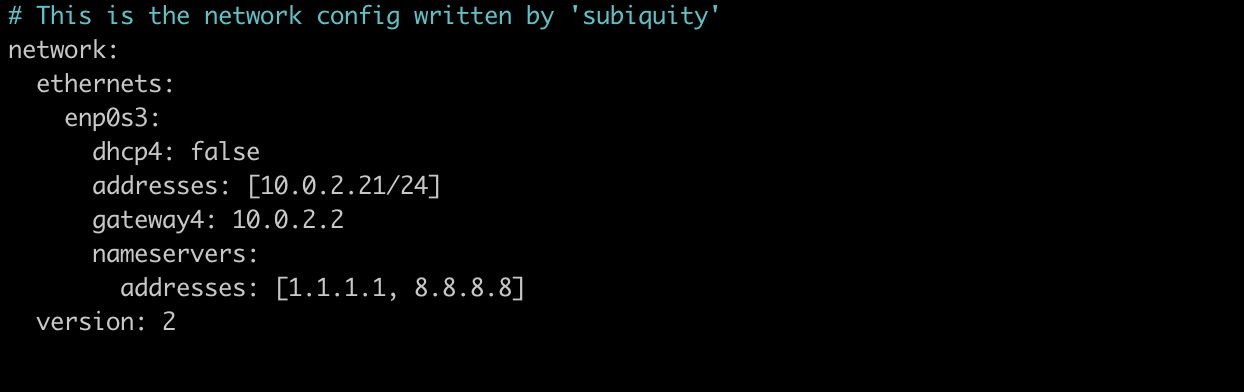 # This is the network config written by 'subiquity'
network:
  ethernets:
    enp0s3:
      dhcp4: false
      addresses: [10.0.2.21/24]
      gateway4: 10.0.2.2
      nameservers:
        addresses: [1.1.1.1, 8.8.8.8]
  version: 2